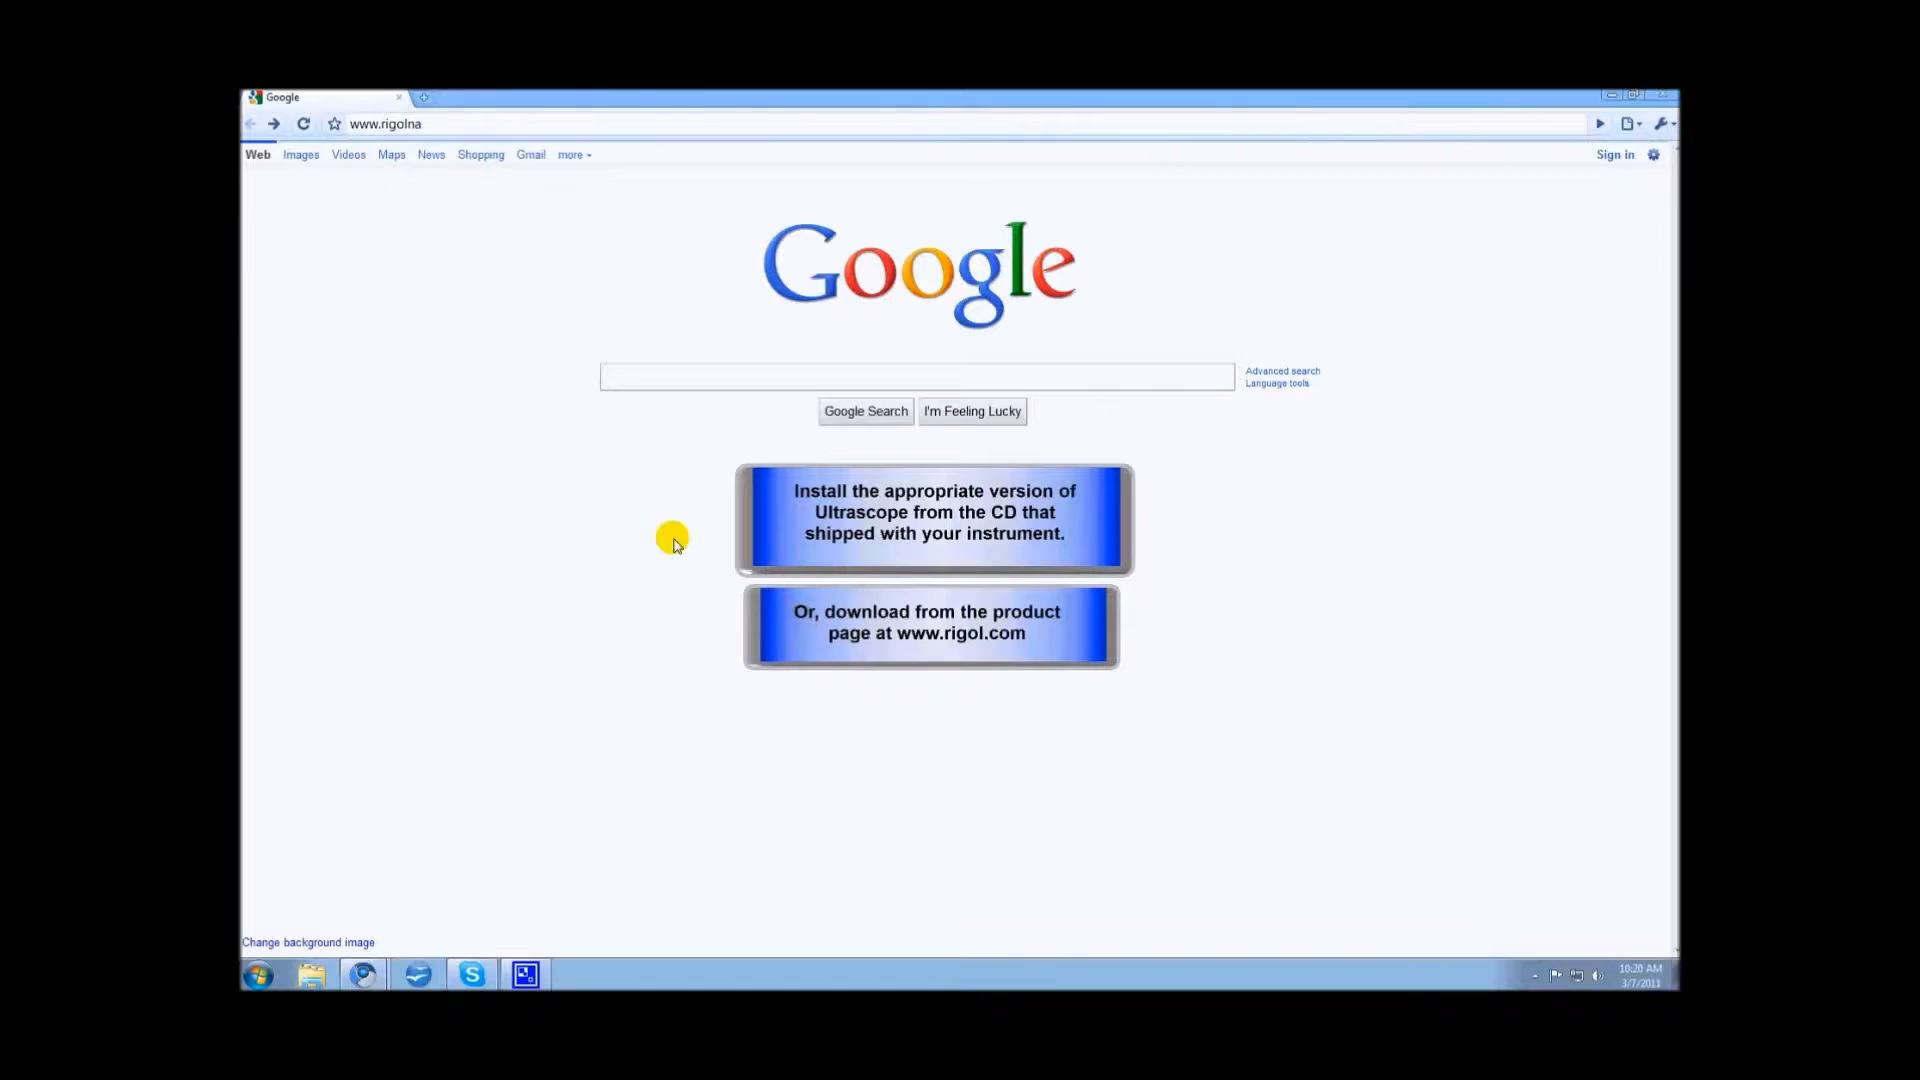 Google
www.rigolna
Web Images Videos Maps News Shopping Gmail more
Sign in
Google
Advanced search
Language tools
Google Search I'm Feeling Lucky
Install the appropriate version of
Ultrascope from the CD that
shipped with your instrument.
Or, download from the product
page at www.rigol.com
Change background image
10:20 AM
3/7/2011